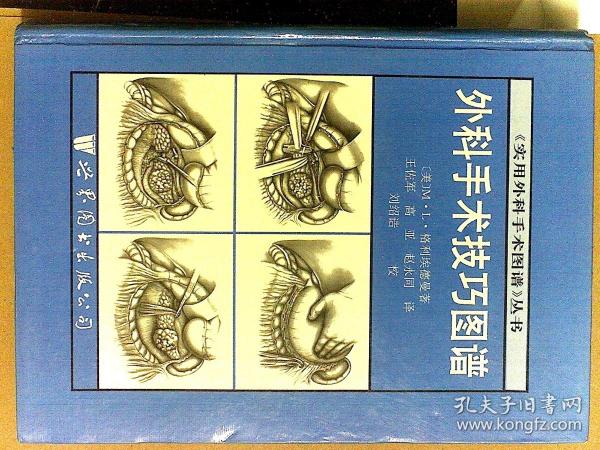 《实用外科手术图谱》丛书
外科手术技巧图谱
〔美〕M·L·格利埃德曼著
王佐军 高 亚 赵永同 译
刘绍诰 校
世界图书出版公司
孔夫子旧书网
www.kongfz.com